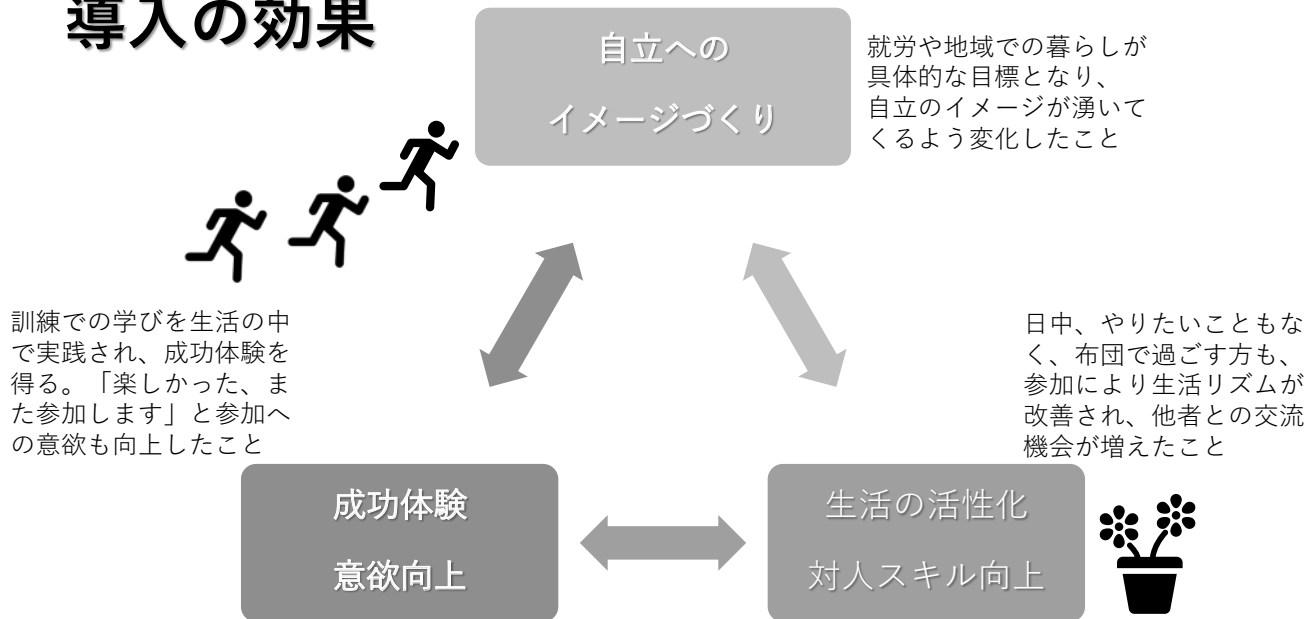 導入の効果
自立への
イメージづくり
就労や地域での暮らしが
具体的な目標となり、
自立のイメージが湧いて
くるよう変化したこと
訓練での学びを生活の中
で実践され、成功体験を
得る。「楽しかった、ま
た参加します」と参加へ
の意欲も向上したこと
日中、やりたいこともな
く、布団で過ごす方も、
参加により生活リズムが
改善され、他者との交流
機会が増えたこと
成功体験
意欲向上
生活の活性化
対人スキル向上